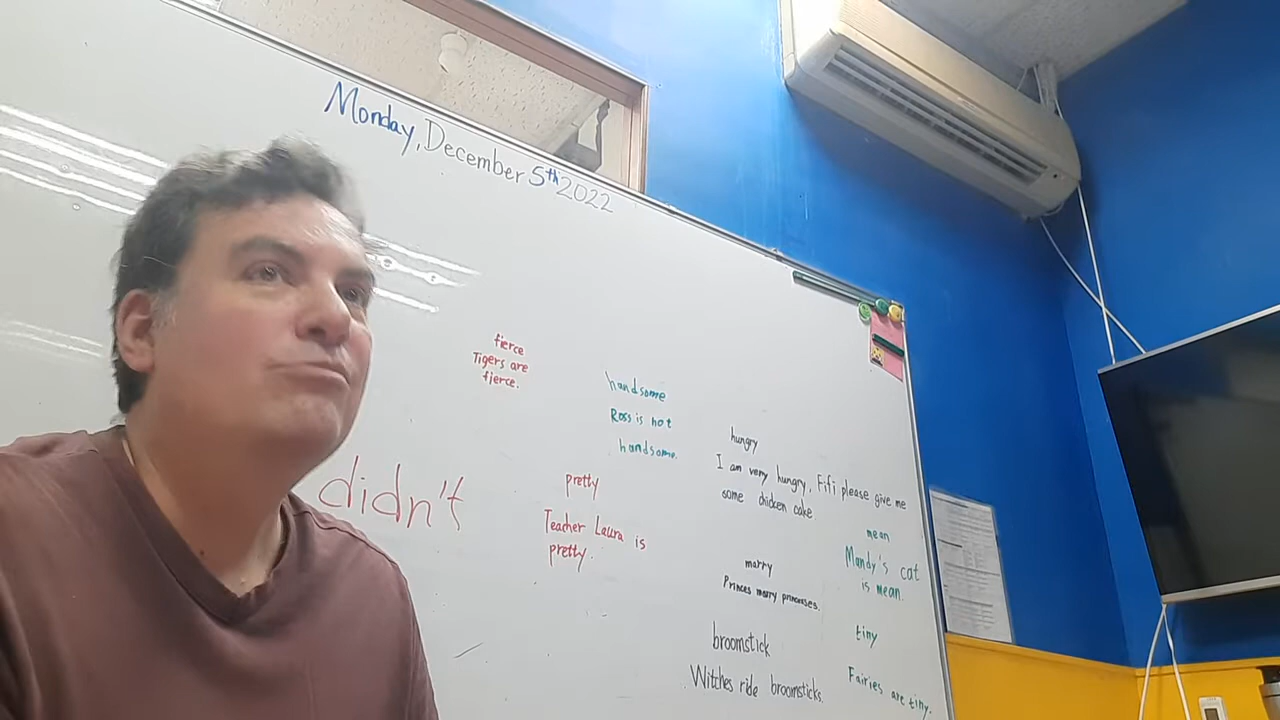 Monday, December 5th 2022
fierce
Tigers are
fierce.
handsome
Ross is not
handsome.
didn't
pretty
Teacher Laura is
pretty.
hungry
I am very hungry, Fifi please give me
some chicken cake.
marry
Princes marry princesses.
broomstick
Witches ride broomsticks.
mean
Mandy's cat
is mean.
tiny
Fairies are tiny.